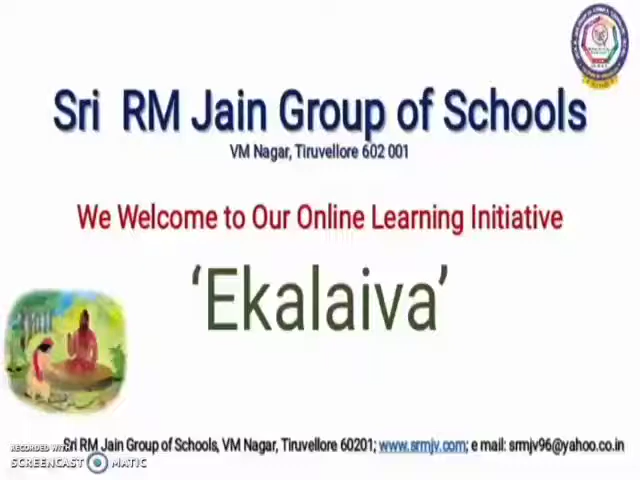 Sri RM Jain Group of Schools
VM Nagar, Tiruvellore 602 001
We Welcome to Our Online Learning Initiative
‘Ekalaiva’
Sri RM Jain Group of Schools, VM Nagar, Tiruvellore 60201; www.srmjv.com; e mail: srmjv96@yahoo.co.in
RECORDED WITH
SCREENCAST MATIC